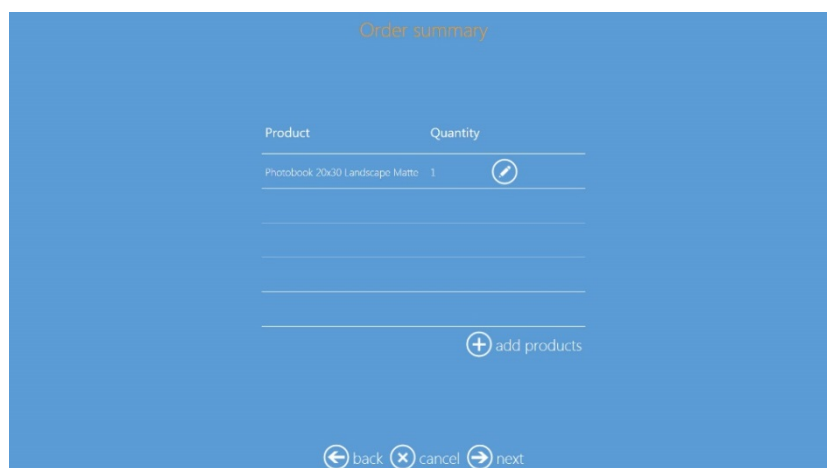 Order summary
Product Quantity
Photobook 20x30 Landscape Matte 1
add products
back cancel next